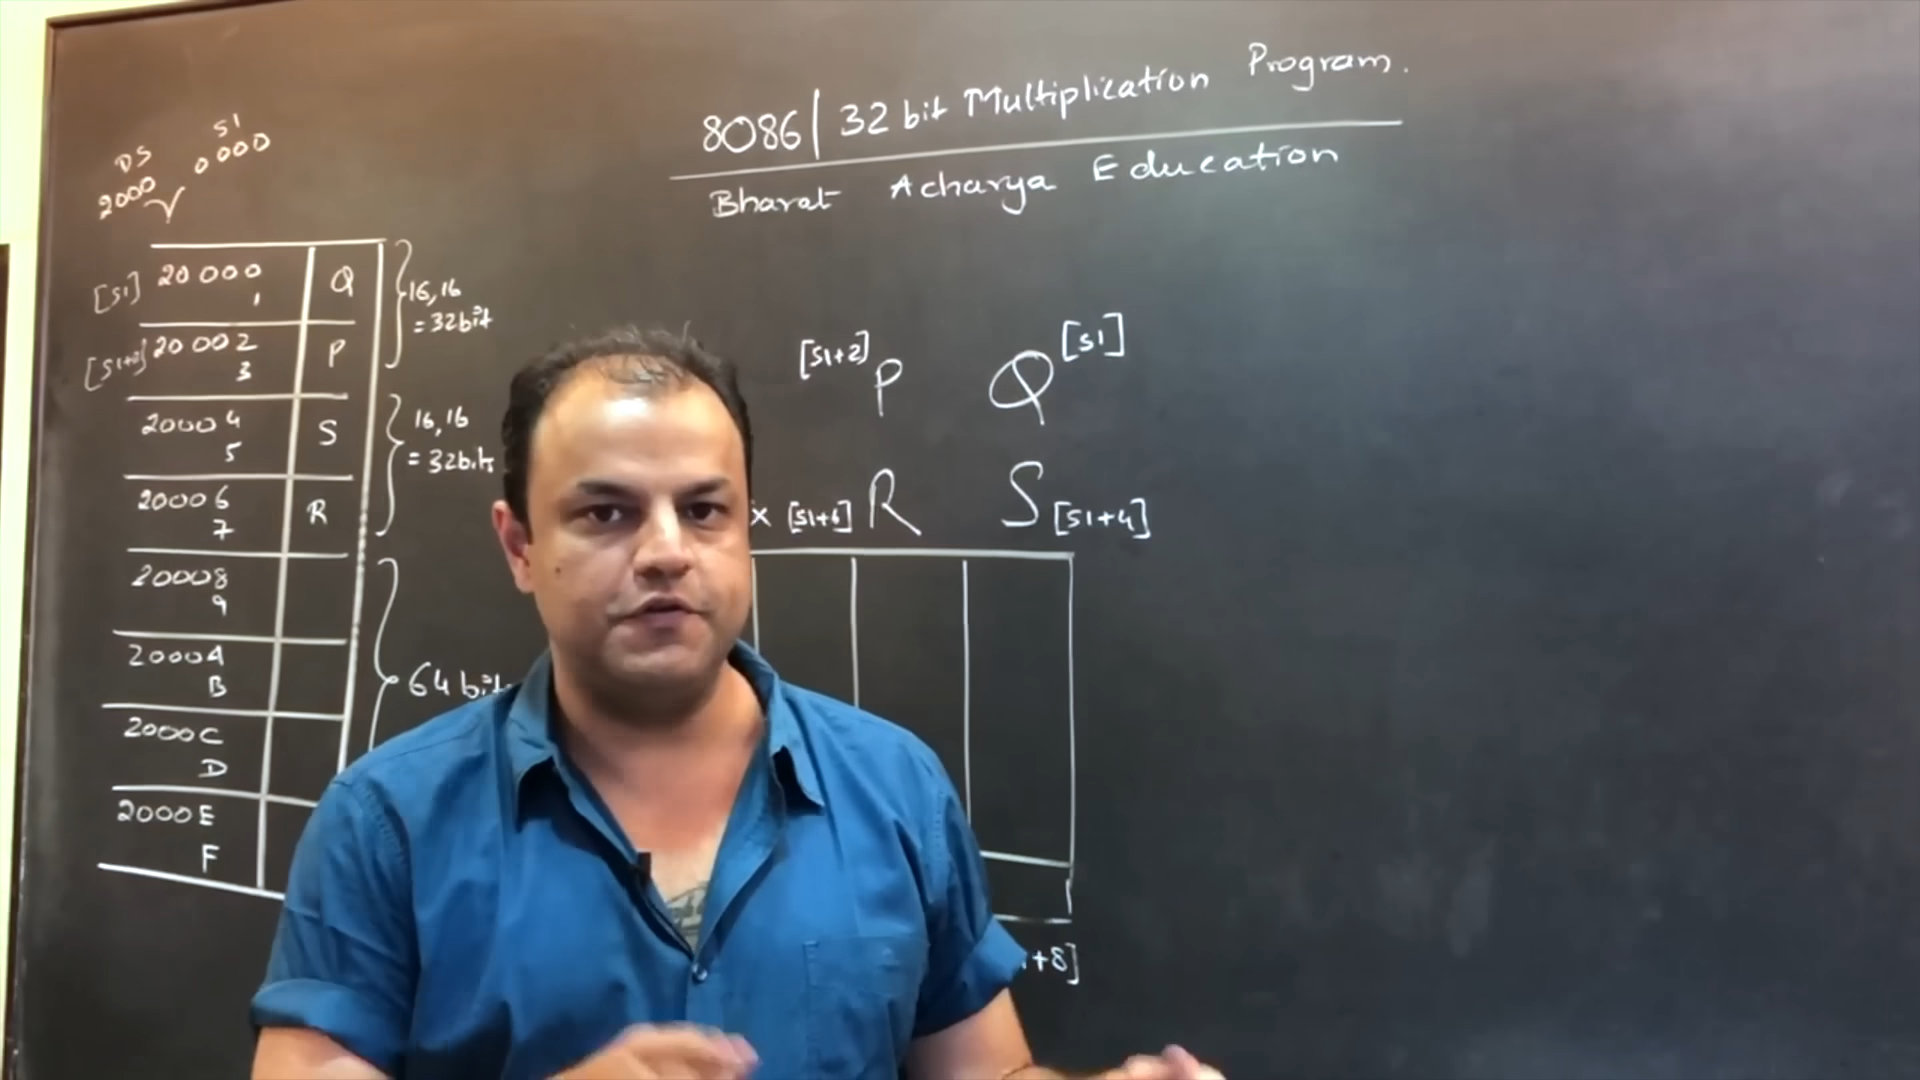 8086 | 32 bit Multiplication Program.
Bharat Acharya Education
DS SI
2000 0000
[SI] 20000 Q
1
16,16
= 32bit
[SI+2] 20002 P
3
20004 S
5
16,16
= 32bits
20006 R
7
20008
9
2000A
B
64 bit
2000C
D
2000E
F
[SI+2] P Q [SI]
x [SI+6] R S [SI+4]
+8]